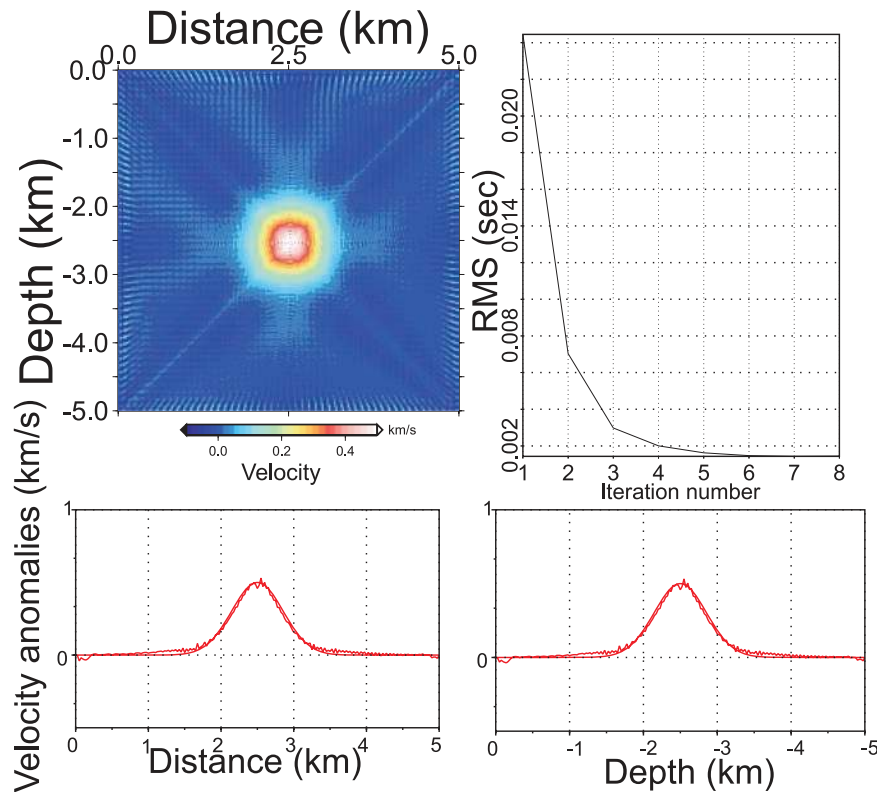 Distance (km)
0.0 2.5 5.0
0.0
-1.0
-2.0
-3.0
-4.0
-5.0
Depth (km)
km/s
0.0 0.2 0.4
Velocity
RMS (sec)
0.020
0.014
0.008
0.002
1 2 3 4 5 6 7 8
Iteration number
Velocity anomalies (km/s)
1
0
0 1 2 3 4 5
Distance (km)
1
0
0 -1 -2 -3 -4 -5
Depth (km)